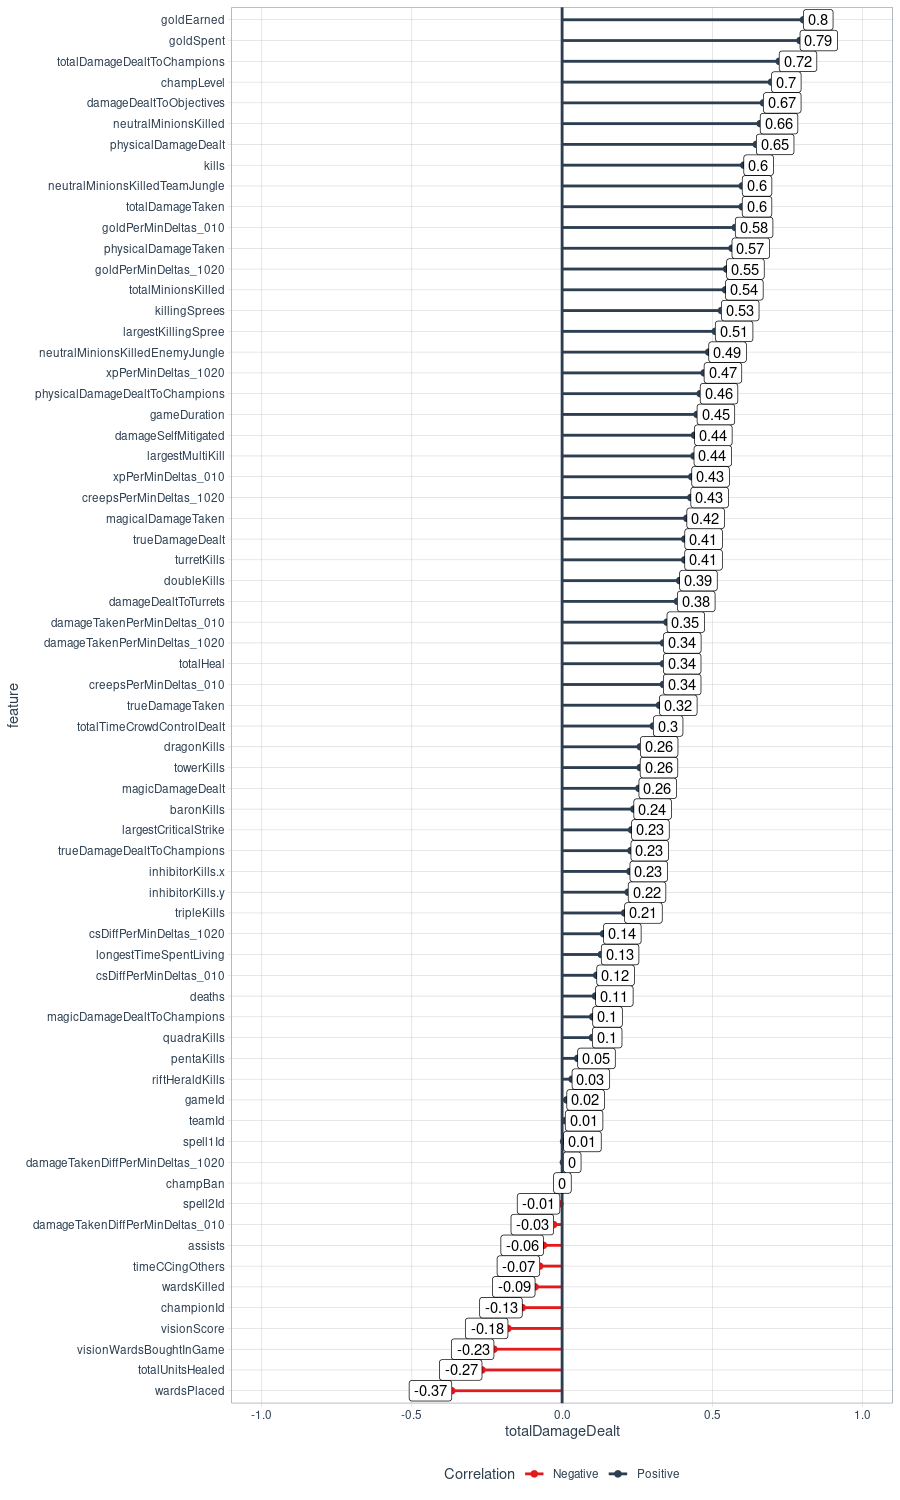 goldEarned 0.8
goldSpent 0.79
totalDamageDealtToChampions 0.72
champLevel 0.7
damageDealtToObjectives 0.67
neutralMinionsKilled 0.66
physicalDamageDealt 0.65
kills 0.6
neutralMinionsKilledTeamJungle 0.6
totalDamageTaken 0.6
goldPerMinDeltas_010 0.58
physicalDamageTaken 0.57
goldPerMinDeltas_1020 0.55
totalMinionsKilled 0.54
killingSprees 0.53
largestKillingSpree 0.51
neutralMinionsKilledEnemyJungle 0.49
xpPerMinDeltas_1020 0.47
physicalDamageDealtToChampions 0.46
gameDuration 0.45
damageSelfMitigated 0.44
largestMultiKill 0.44
xpPerMinDeltas_010 0.43
creepsPerMinDeltas_1020 0.43
magicalDamageTaken 0.42
trueDamageDealt 0.41
turretKills 0.41
doubleKills 0.39
damageDealtToTurrets 0.38
damageTakenPerMinDeltas_010 0.35
damageTakenPerMinDeltas_1020 0.34
totalHeal 0.34
creepsPerMinDeltas_010 0.34
trueDamageTaken 0.32
totalTimeCrowdControlDealt 0.3
dragonKills 0.26
towerKills 0.26
magicDamageDealt 0.26
baronKills 0.24
largestCriticalStrike 0.23
trueDamageDealtToChampions 0.23
inhibitorKills.x 0.23
inhibitorKills.y 0.22
tripleKills 0.21
csDiffPerMinDeltas_1020 0.14
longestTimeSpentLiving 0.13
csDiffPerMinDeltas_010 0.12
deaths 0.11
magicDamageDealtToChampions 0.1
quadraKills 0.1
pentaKills 0.05
riftHeraldKills 0.03
gameId 0.02
teamId 0.01
spell1Id 0.01
damageTakenDiffPerMinDeltas_1020 0
champBan 0
spell2Id -0.01
damageTakenDiffPerMinDeltas_010 -0.03
assists -0.06
timeCCingOthers -0.07
wardsKilled -0.09
championId -0.13
visionScore -0.18
visionWardsBoughtInGame -0.23
totalUnitsHealed -0.27
wardsPlaced -0.37
feature
-1.0 -0.5 0.0 0.5 1.0
totalDamageDealt
Correlation Negative Positive